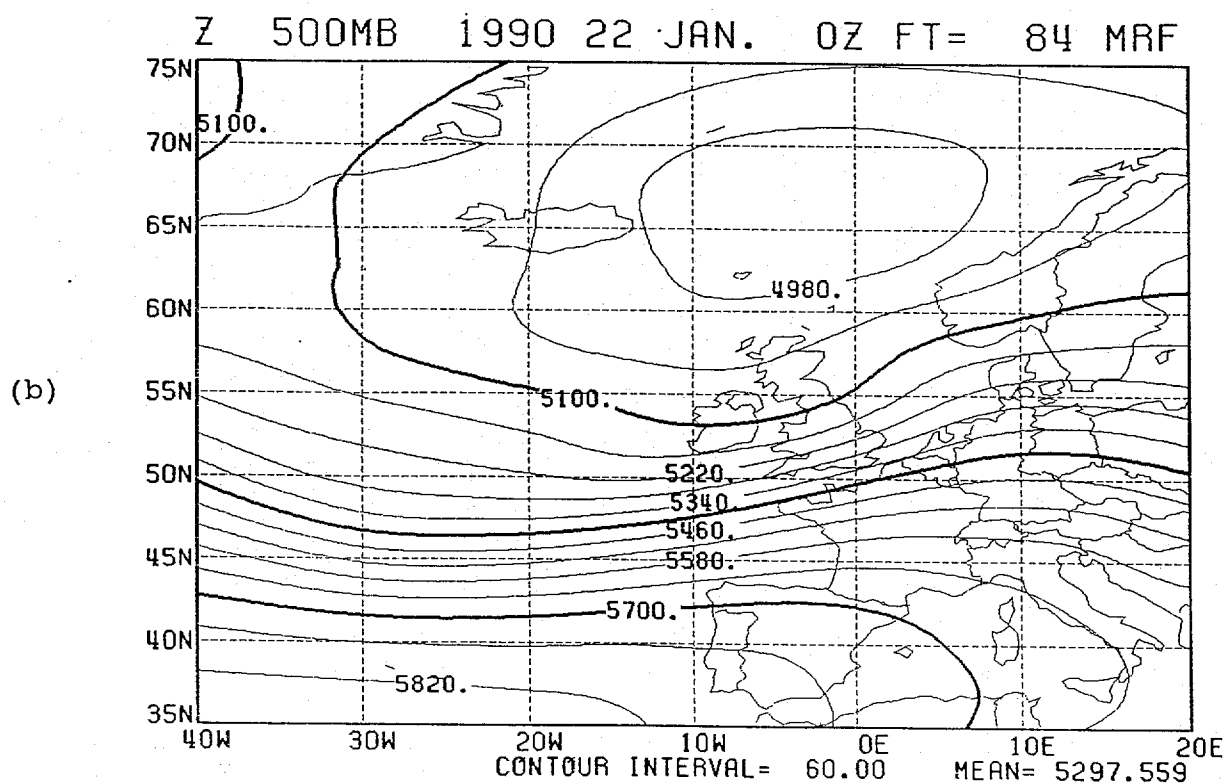 Z 500MB 1990 22 JAN. 0Z FT= 84 MRF
75N
5100.
70N
65N
4980.
60N
(b)
55N
5100.
50N
5220.
5340.
5460.
45N
5580.
5700.
40N
5820.
35N
40W 30W 20W 10W 0E 10E 20E
CONTOUR INTERVAL= 60.00 MEAN= 5297.559